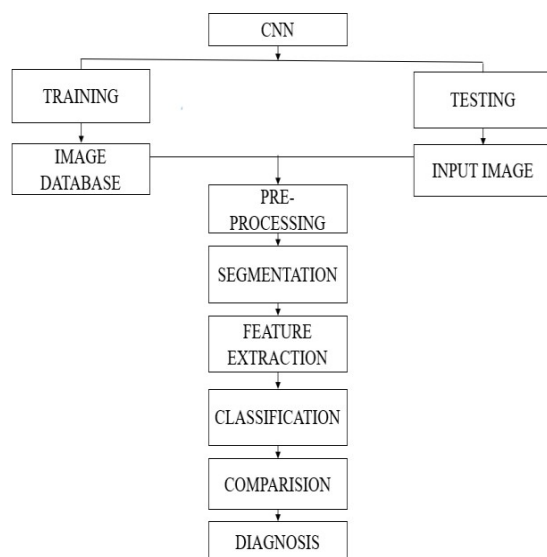 CNN
TRAINING
TESTING
IMAGE
DATABASE
INPUT IMAGE
PRE-
PROCESSING
SEGMENTATION
FEATURE
EXTRACTION
CLASSIFICATION
COMPARISION
DIAGNOSIS